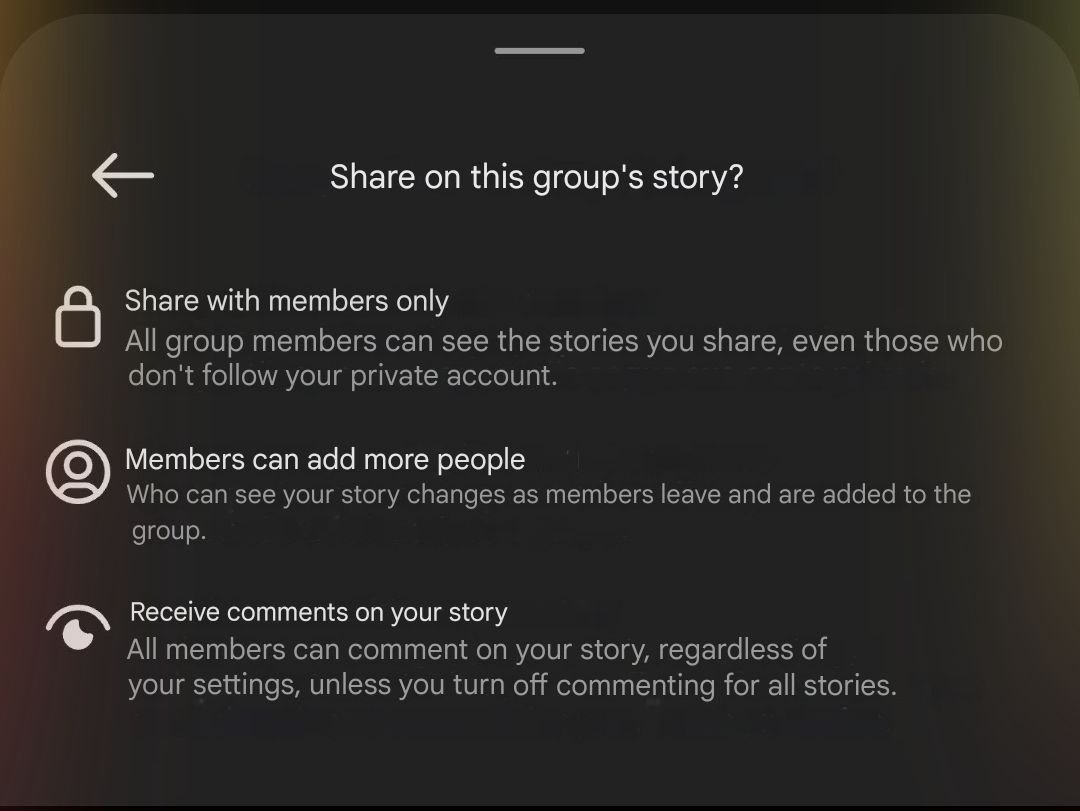 Share on this group's story?
Share with members only
All group members can see the stories you share, even those who
don't follow your private account.
Members can add more people
Who can see your story changes as members leave and are added to the
group.
Receive comments on your story
All members can comment on your story, regardless of
your settings, unless you turn off commenting for all stories.